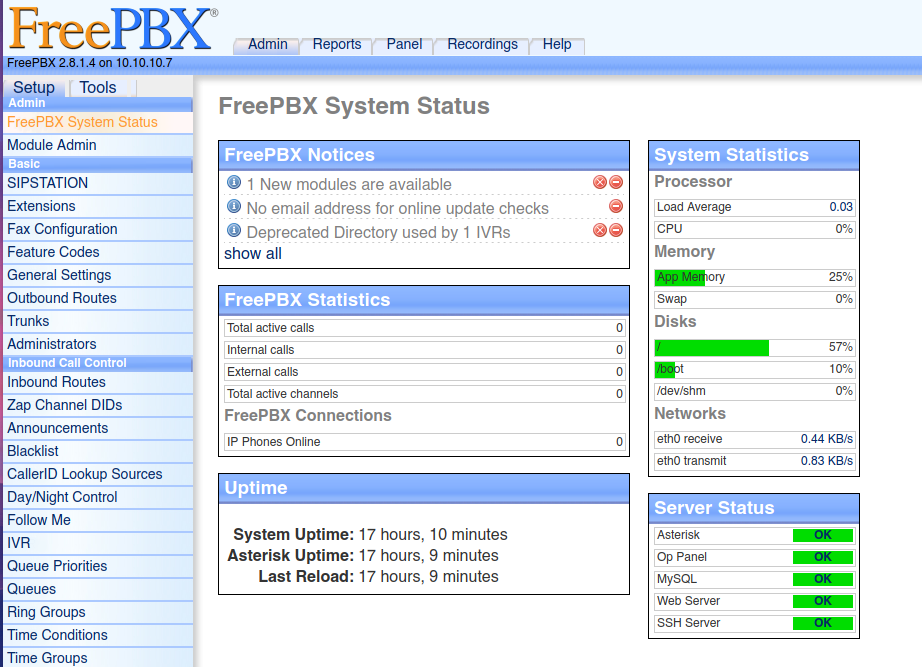 FreePBX®
Admin Reports Panel Recordings Help
FreePBX 2.8.1.4 on 10.10.10.7
Setup Tools
Admin
FreePBX System Status
Module Admin
Basic
SIPSTATION
Extensions
Fax Configuration
Feature Codes
General Settings
Outbound Routes
Trunks
Administrators
Inbound Call Control
Inbound Routes
Zap Channel DIDs
Announcements
Blacklist
CallerID Lookup Sources
Day/Night Control
Follow Me
IVR
Queue Priorities
Queues
Ring Groups
Time Conditions
Time Groups
FreePBX System Status
FreePBX Notices
1 New modules are available
No email address for online update checks
Deprecated Directory used by 1 IVRs
show all
FreePBX Statistics
Total active calls 0
Internal calls 0
External calls 0
Total active channels 0
FreePBX Connections
IP Phones Online 0
Uptime
System Uptime: 17 hours, 10 minutes
Asterisk Uptime: 17 hours, 9 minutes
Last Reload: 17 hours, 9 minutes
System Statistics
Processor
Load Average 0.03
CPU 0%
Memory
App Memory 25%
Swap 0%
Disks
/ 57%
/boot 10%
/dev/shm 0%
Networks
eth0 receive 0.44 KB/s
eth0 transmit 0.83 KB/s
Server Status
Asterisk OK
Op Panel OK
MySQL OK
Web Server OK
SSH Server OK